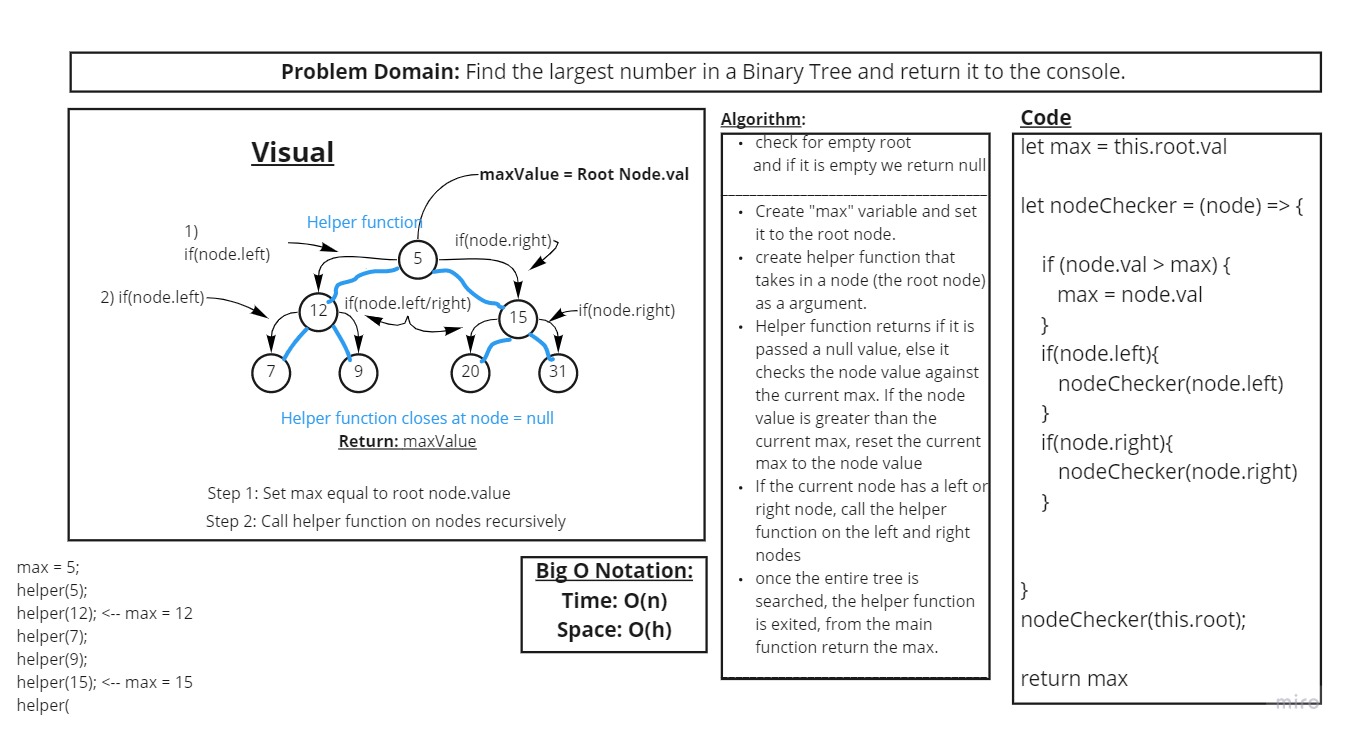 Problem Domain: Find the largest number in a Binary Tree and return it to the console.
Visual
maxValue = Root Node.val
Helper function
1)
if(node.left)
if(node.right)
5
2) if(node.left)
12
if(node.left/right)
15
if(node.right)
7
9
20
31
Helper function closes at node = null
Return: maxValue
Step 1: Set max equal to root node.value
Step 2: Call helper function on nodes recursively
max = 5;
helper(5);
helper(12); <-- max = 12
helper(7);
helper(9);
helper(15); <-- max = 15
helper(
Big O Notation:
Time: O(n)
Space: O(h)
Algorithm:
• check for empty root
and if it is empty we return null
• Create "max" variable and set
it to the root node.
• create helper function that
takes in a node (the root node)
as a argument.
• Helper function returns if it is
passed a null value, else it
checks the node value against
the current max. If the node
value is greater than the
current max, reset the current
max to the node value
• If the current node has a left or
right node, call the helper
function on the left and right
nodes
• once the entire tree is
searched, the helper function
is exited, from the main
function return the max.
Code
let max = this.root.val
let nodeChecker = (node) => {
if (node.val > max) {
max = node.val
}
if(node.left){
nodeChecker(node.left)
}
if(node.right){
nodeChecker(node.right)
}
}
nodeChecker(this.root);
return max
miro